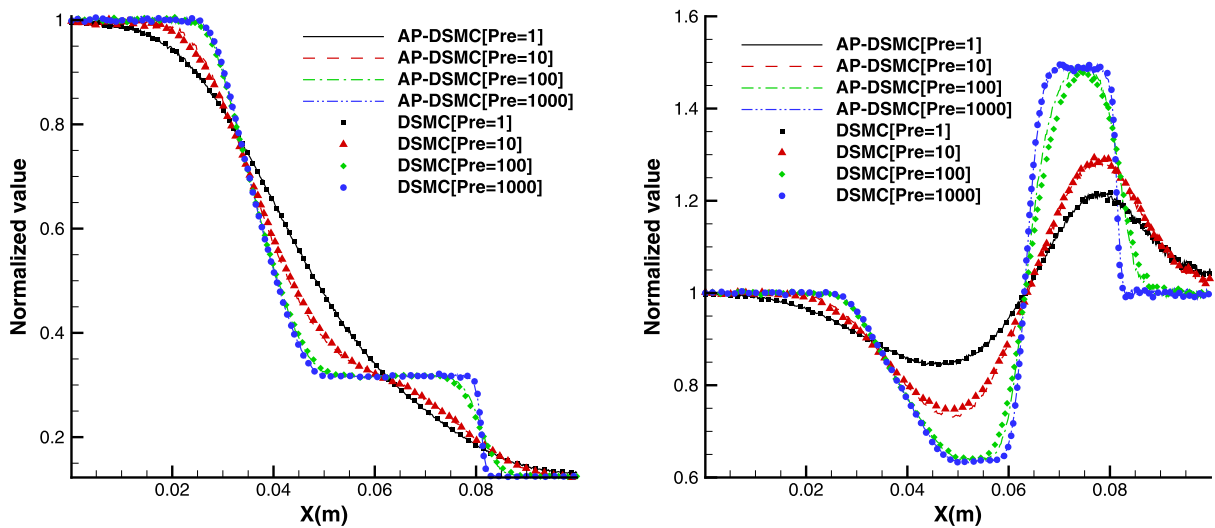 1
0.8
0.6
0.4
0.2
Normalized value
0.02
0.04
0.06
0.08
X(m)
AP-DSMC[Pre=1]
AP-DSMC[Pre=10]
AP-DSMC[Pre=100]
AP-DSMC[Pre=1000]
DSMC[Pre=1]
DSMC[Pre=10]
DSMC[Pre=100]
DSMC[Pre=1000]
1.6
1.4
1.2
1
0.8
0.6
Normalized value
0.02
0.04
0.06
0.08
X(m)
AP-DSMC[Pre=1]
AP-DSMC[Pre=10]
AP-DSMC[Pre=100]
AP-DSMC[Pre=1000]
DSMC[Pre=1]
DSMC[Pre=10]
DSMC[Pre=100]
DSMC[Pre=1000]